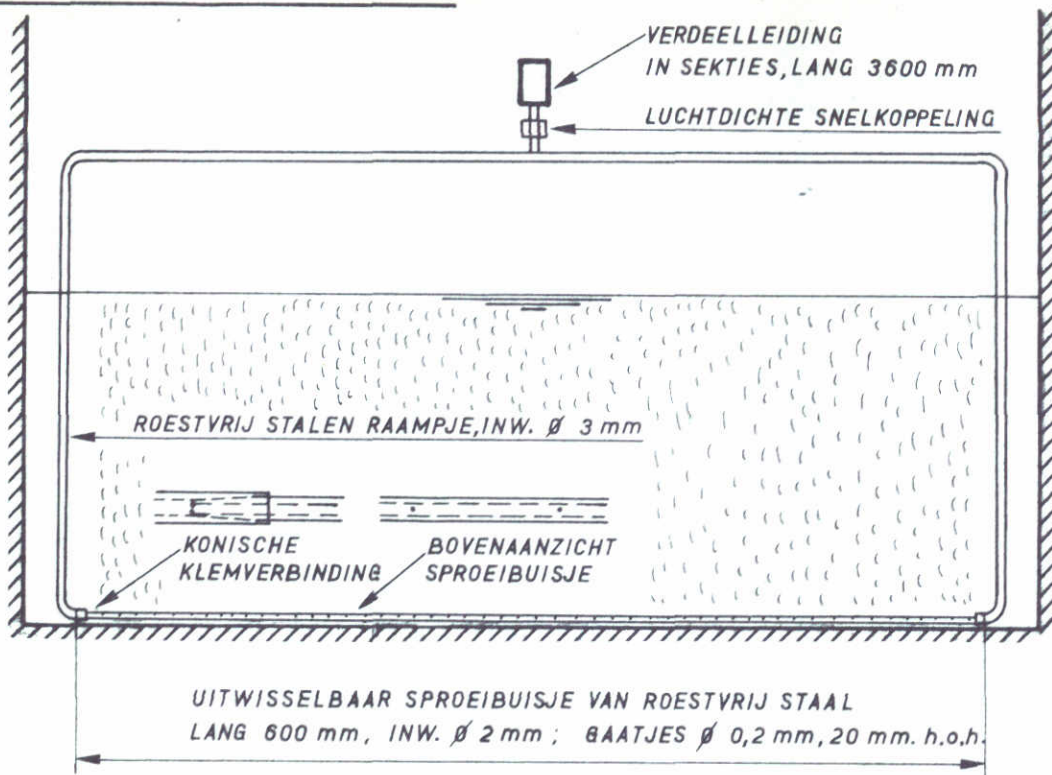 VERDEELLEIDING
IN SEKTIES, LANG 3600 mm
LUCHTDICHTE SNELKOPPELING
ROESTVRIJ STALEN RAAMPJE, INW. Ø 3 mm
KONISCHE
KLEMVERBINDING
BOVENAANZICHT
SPROEIBUISJE
UITWISSELBAAR SPROEIBUISJE VAN ROESTVRIJ STAAL
LANG 600 mm, INW. Ø 2 mm ; GAATJES Ø 0,2 mm, 20 mm. h.o.h.